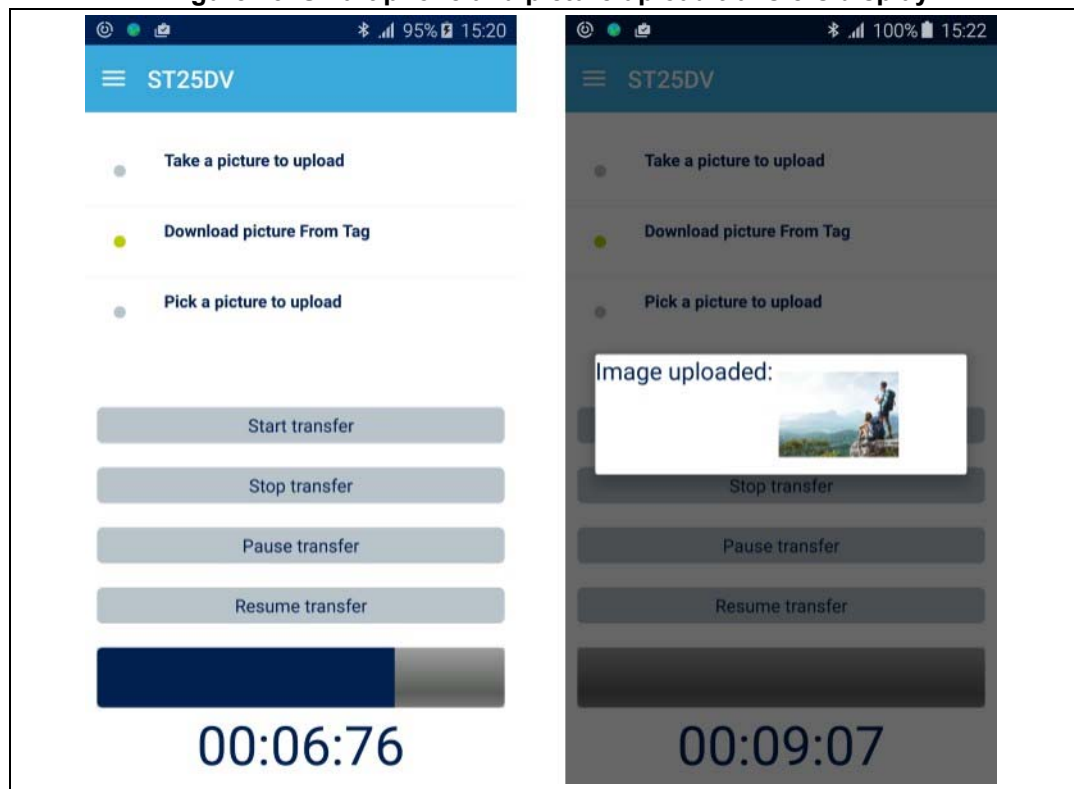 95% 15:20
ST25DV
Take a picture to upload
Download picture From Tag
Pick a picture to upload
Start transfer
Stop transfer
Pause transfer
Resume transfer
00:06:76
100% 15:22
ST25DV
Take a picture to upload
Download picture From Tag
Pick a picture to upload
Image uploaded:
Stop transfer
Pause transfer
Resume transfer
00:09:07